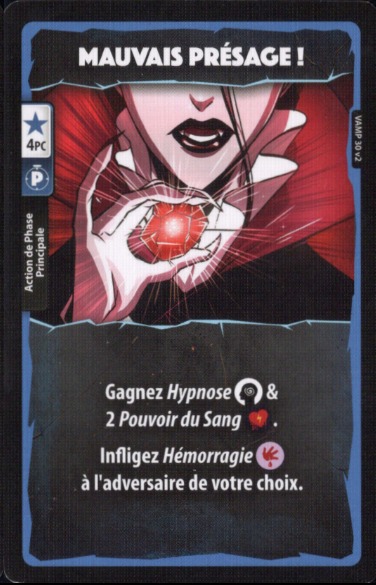 MAUVAIS PRÉSAGE !
4PC
P
VAMP 30 v2
Action de Phase
Principale
Gagnez Hypnose &
2 Pouvoir du Sang .
Infligez Hémorragie
à l'adversaire de votre choix.